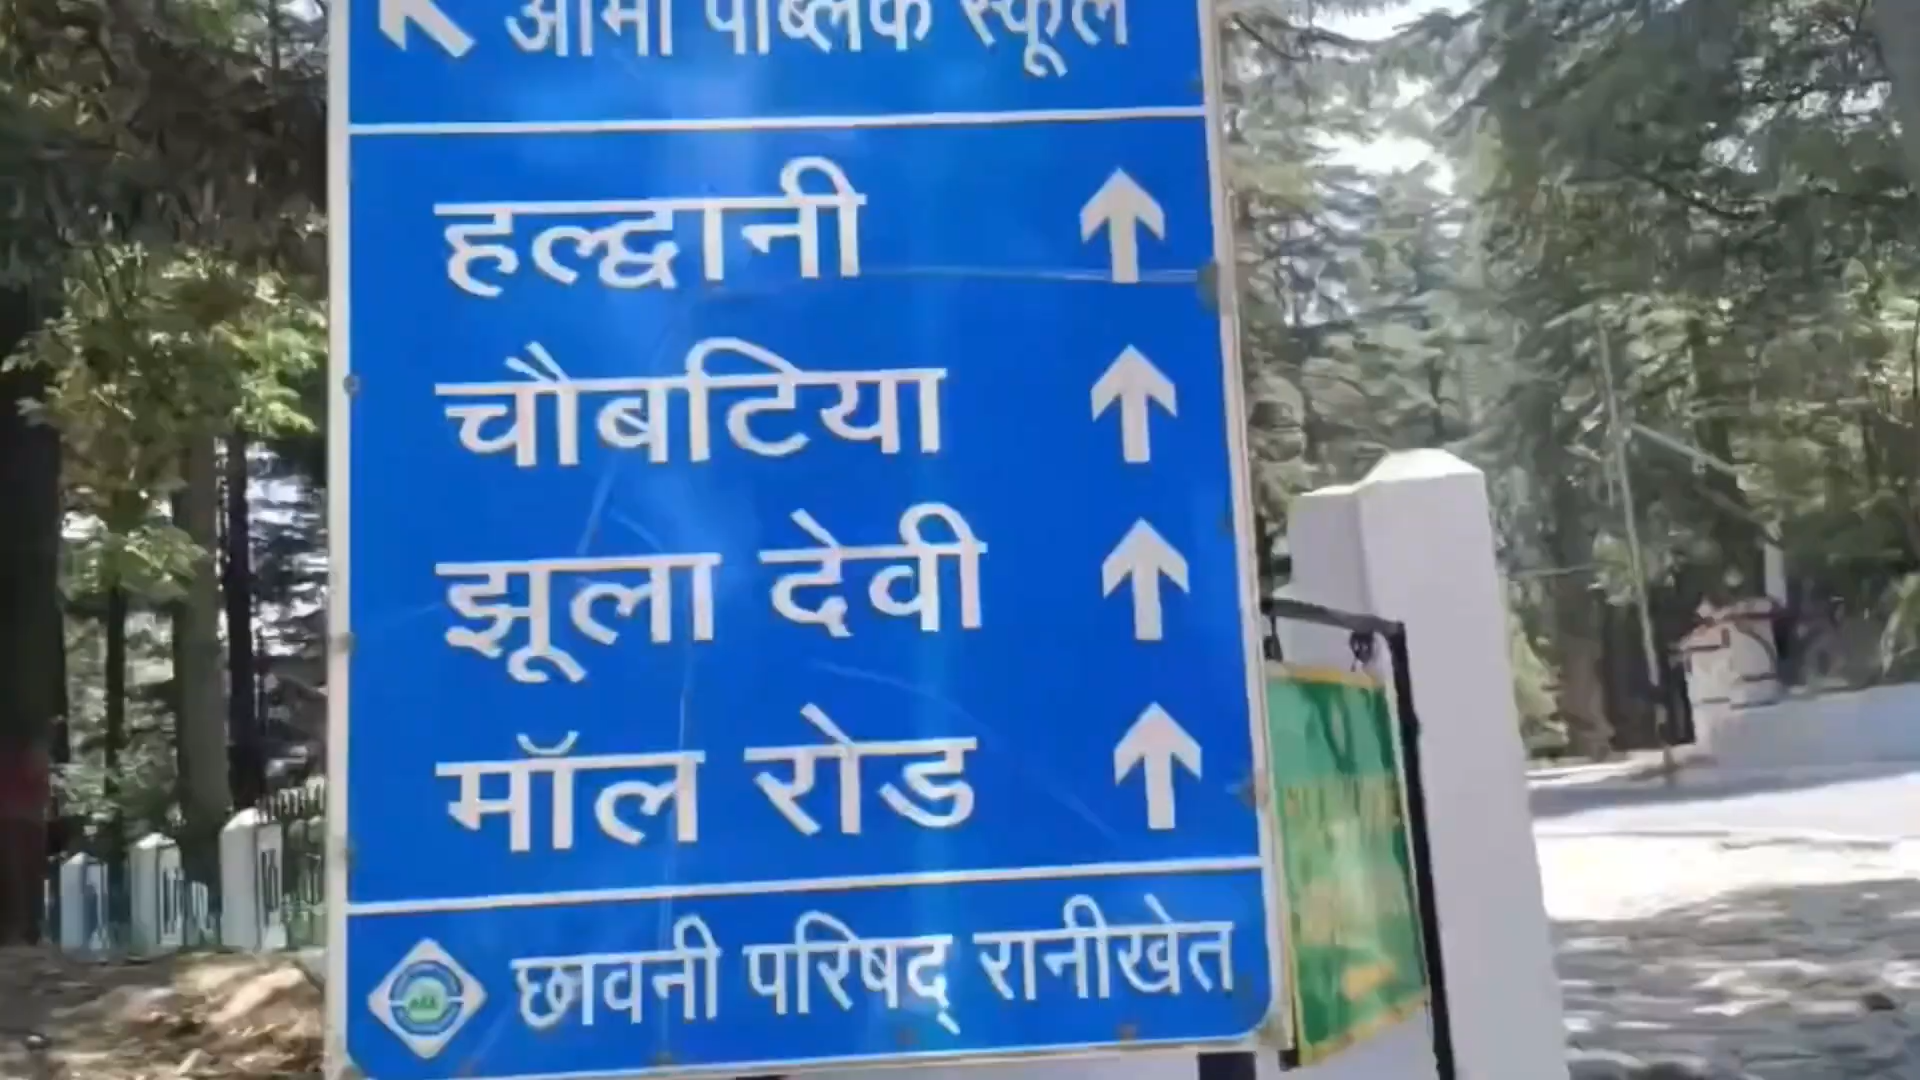 आर्मी पब्लिक स्कूल
हल्द्वानी
चौबटिया
झूला देवी
मॉल रोड
छावनी परिषद् रानीखेत